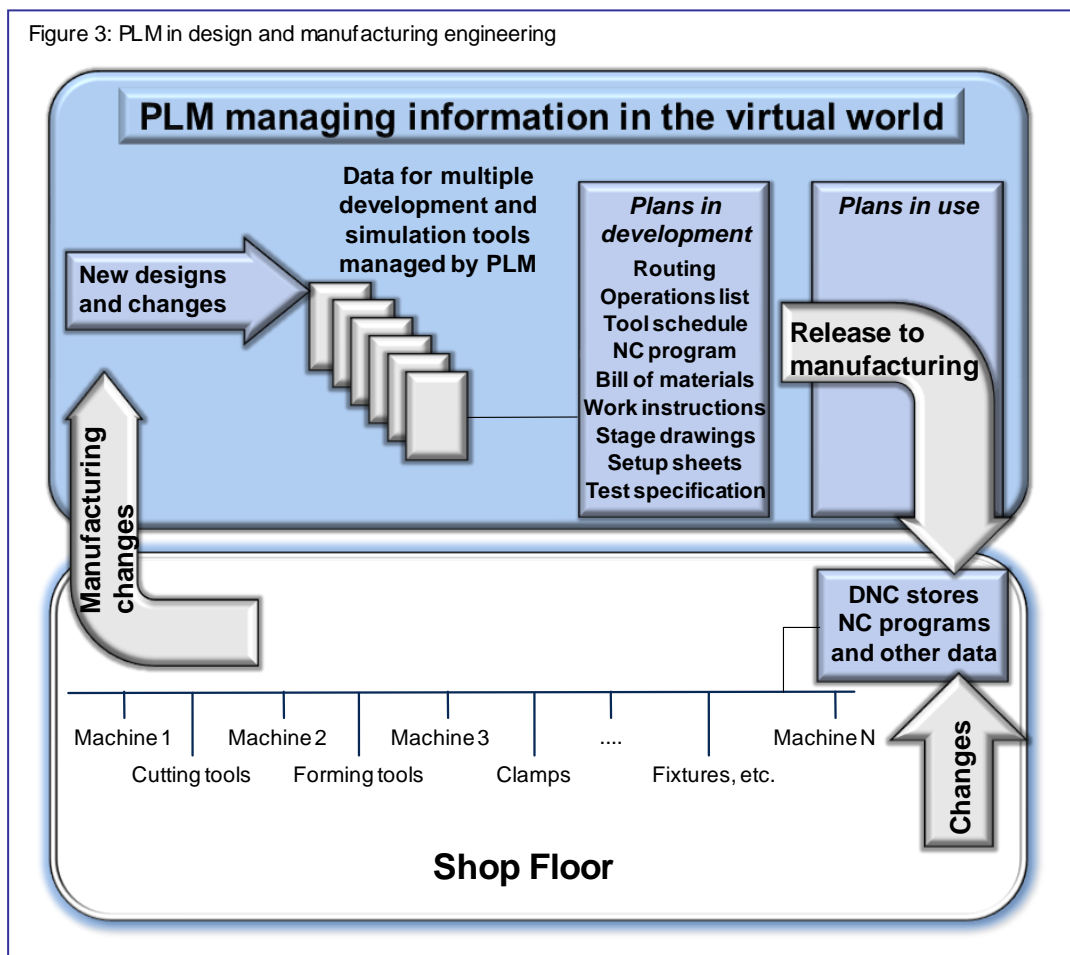 Figure 3: PLM in design and manufacturing engineering
PLM managing information in the virtual world
Data for multiple
development and
simulation tools
managed by PLM
New designs
and changes
Plans in
development
Routing
Operations list
Tool schedule
NC program
Bill of materials
Work instructions
Stage drawings
Setup sheets
Test specification
Plans in use
Release to
manufacturing
Manufacturing
changes
DNC stores
NC programs
and other data
Machine 1
Machine 2
Machine 3
....
Machine N
Cutting tools
Forming tools
Clamps
Fixtures, etc.
Changes
Shop Floor